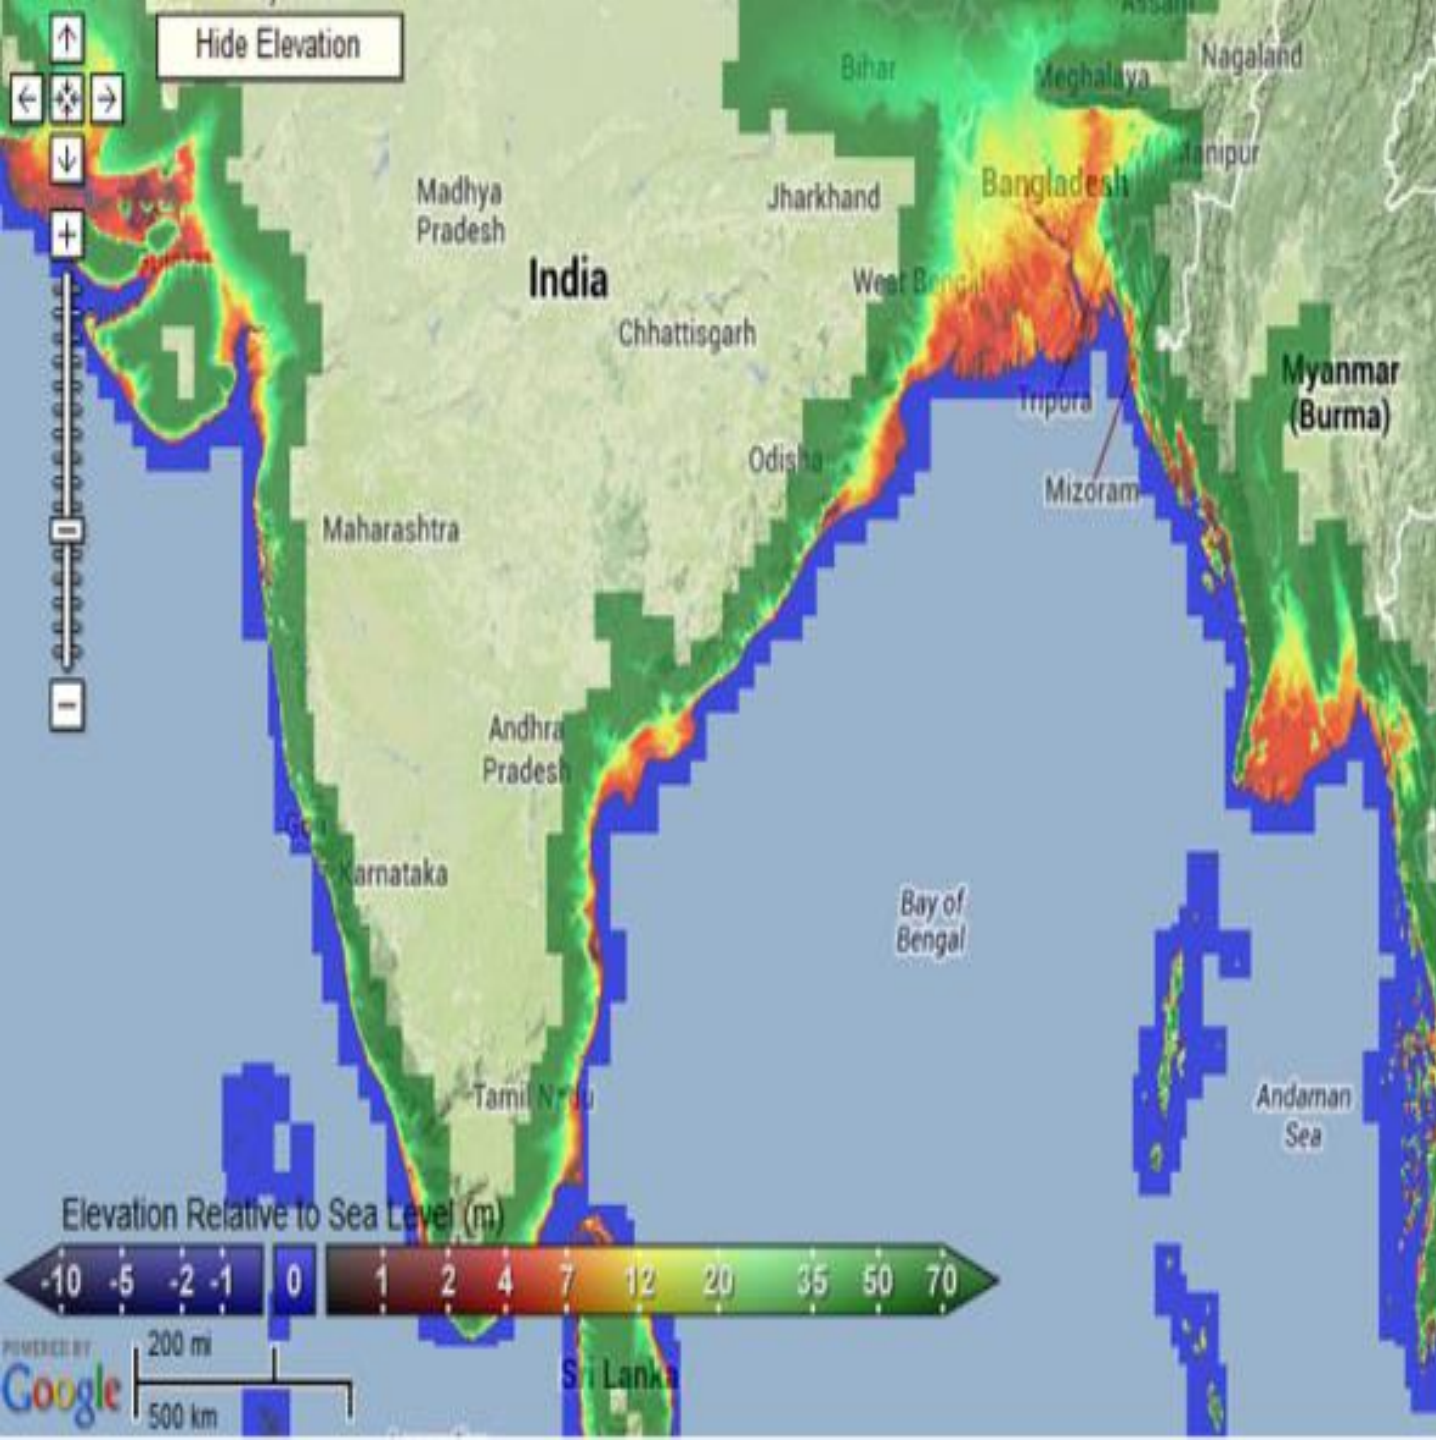 Hide Elevation
Assam
Nagaland
Bihar
Meghalaya
Manipur
Bangladesh
Madhya
Pradesh
Jharkhand
India
West Bengal
Chhattisgarh
Myanmar
(Burma)
Tripura
Odisha
Mizoram
Maharashtra
Andhra
Pradesh
Goa
Karnataka
Bay of
Bengal
Tamil Nadu
Andaman
Sea
Elevation Relative to Sea Level (m)
-10 -5 -2 -1 0 1 2 4 7 12 20 35 50 70
POWERED BY
Google
200 mi
500 km
Sri Lanka